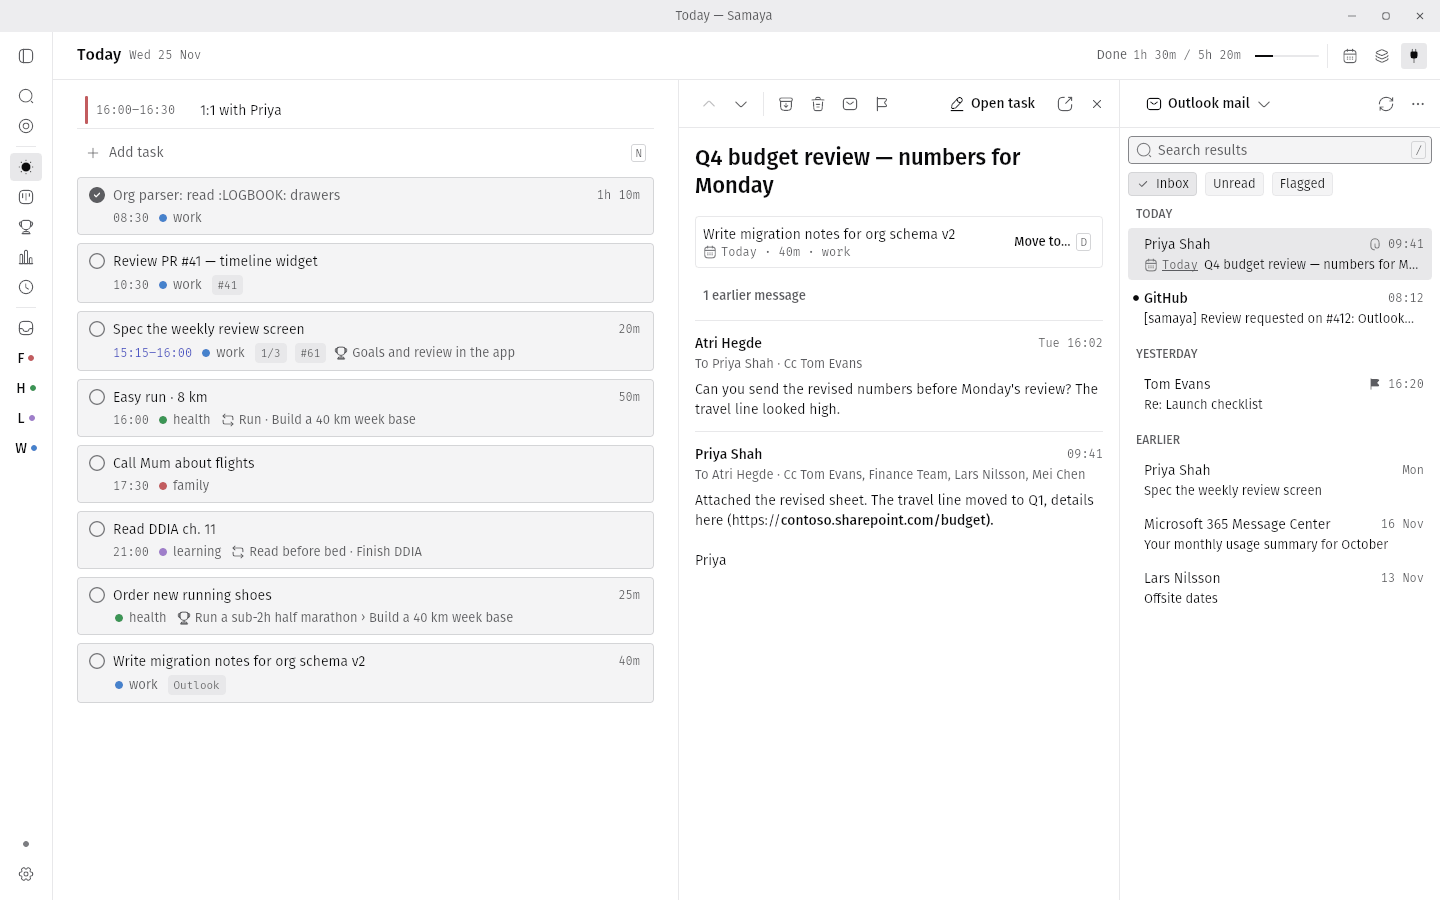 Today — Samaya
Today Wed 25 Nov
Done 1h 30m / 5h 20m
16:00–16:30 1:1 with Priya
Add task N
Org parser: read :LOGBOOK: drawers 1h 10m
08:30 work
Review PR #41 — timeline widget
10:30 work #41
Spec the weekly review screen 20m
15:15–16:00 work 1/3 #61 Goals and review in the app
Easy run · 8 km 50m
16:00 health Run · Build a 40 km week base
Call Mum about flights
17:30 family
Read DDIA ch. 11
21:00 learning Read before bed · Finish DDIA
Order new running shoes 25m
health Run a sub-2h half marathon › Build a 40 km week base
Write migration notes for org schema v2 40m
work Outlook
F
H
L
W
Open task
Q4 budget review — numbers for
Monday
Write migration notes for org schema v2
Today · 40m · work
Move to... D
1 earlier message
Atri Hegde Tue 16:02
To Priya Shah · Cc Tom Evans
Can you send the revised numbers before Monday's review? The
travel line looked high.
Priya Shah 09:41
To Atri Hegde · Cc Tom Evans, Finance Team, Lars Nilsson, Mei Chen
Attached the revised sheet. The travel line moved to Q1, details
here (https://contoso.sharepoint.com/budget).
Priya
Outlook mail
Search results /
Inbox Unread Flagged
TODAY
Priya Shah 09:41
Today Q4 budget review — numbers for M...
GitHub 08:12
[samaya] Review requested on #412: Outlook...
YESTERDAY
Tom Evans 16:20
Re: Launch checklist
EARLIER
Priya Shah Mon
Spec the weekly review screen
Microsoft 365 Message Center 16 Nov
Your monthly usage summary for October
Lars Nilsson 13 Nov
Offsite dates